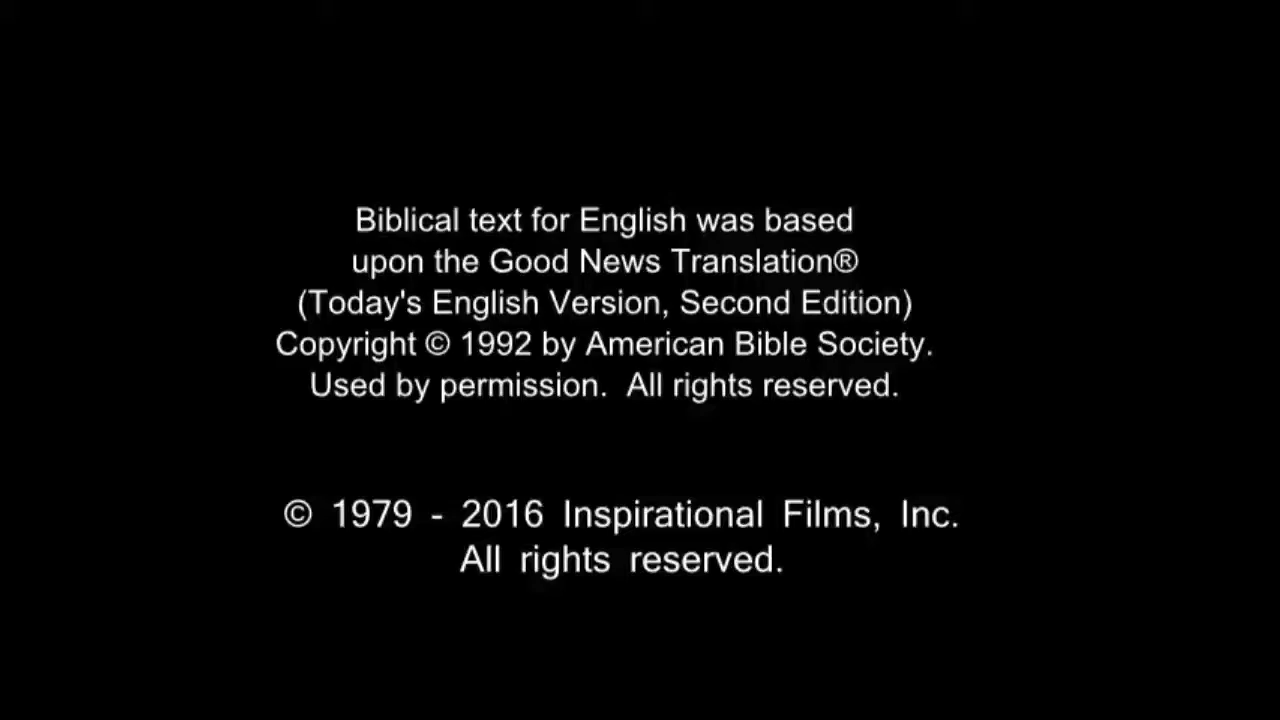 Biblical text for English was based
upon the Good News Translation®
(Today's English Version, Second Edition)
Copyright © 1992 by American Bible Society.
Used by permission.  All rights reserved.
© 1979 - 2016 Inspirational Films, Inc.
All rights reserved.